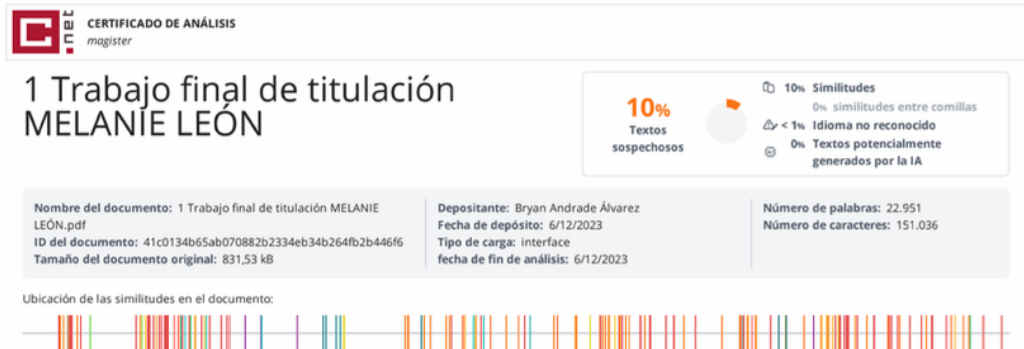 C.net
CERTIFICADO DE ANÁLISIS
magister
1 Trabajo final de titulación
MELANIE LEÓN
10%
Textos
sospechosos
10% Similitudes
0% similitudes entre comillas
< 1% Idioma no reconocido
0% Textos potencialmente
generados por la IA
Nombre del documento: 1 Trabajo final de titulación MELANIE
LEÓN.pdf
ID del documento: 41c0134b65ab070882b2334eb34b264fb2b446f6
Tamaño del documento original: 831,53 kB
Depositante: Bryan Andrade Álvarez
Fecha de depósito: 6/12/2023
Tipo de carga: interface
fecha de fin de análisis: 6/12/2023
Número de palabras: 22.951
Número de caracteres: 151.036
Ubicación de las similitudes en el documento: